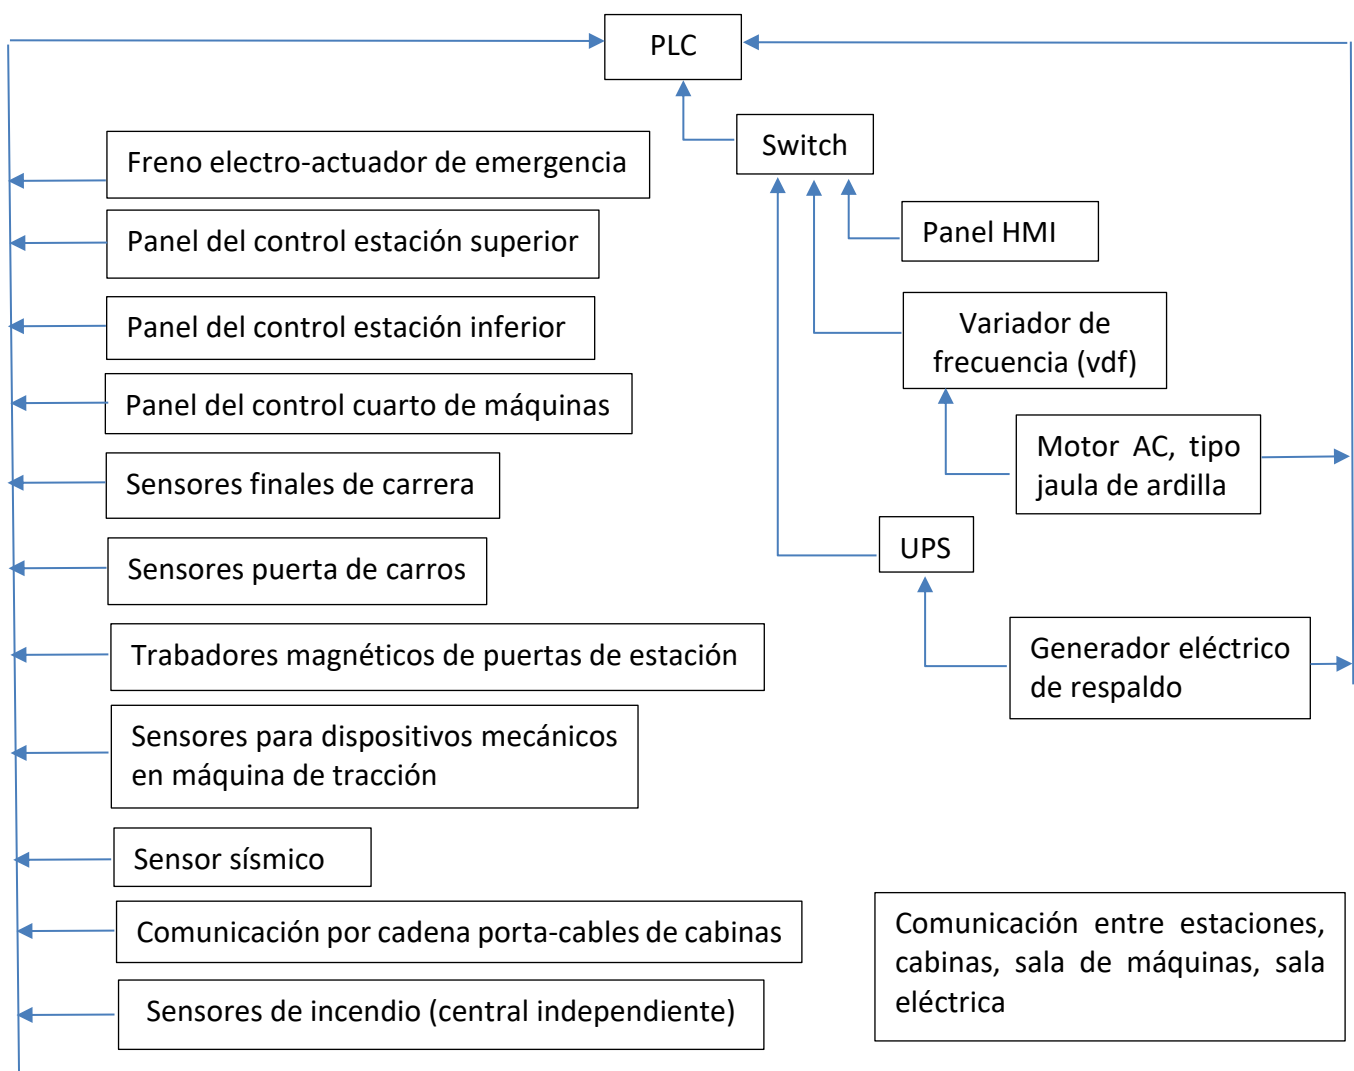 PLC
Switch
Freno electro-actuador de emergencia
Panel del control estación superior
Panel HMI
Panel del control estación inferior
Variador de
frecuencia (vdf)
Panel del control cuarto de máquinas
Motor AC, tipo
jaula de ardilla
Sensores finales de carrera
UPS
Sensores puerta de carros
Trabadores magnéticos de puertas de estación
Generador eléctrico
de respaldo
Sensores para dispositivos mecánicos
en máquina de tracción
Sensor sísmico
Comunicación por cadena porta-cables de cabinas
Comunicación entre estaciones,
cabinas, sala de máquinas, sala
eléctrica
Sensores de incendio (central independiente)